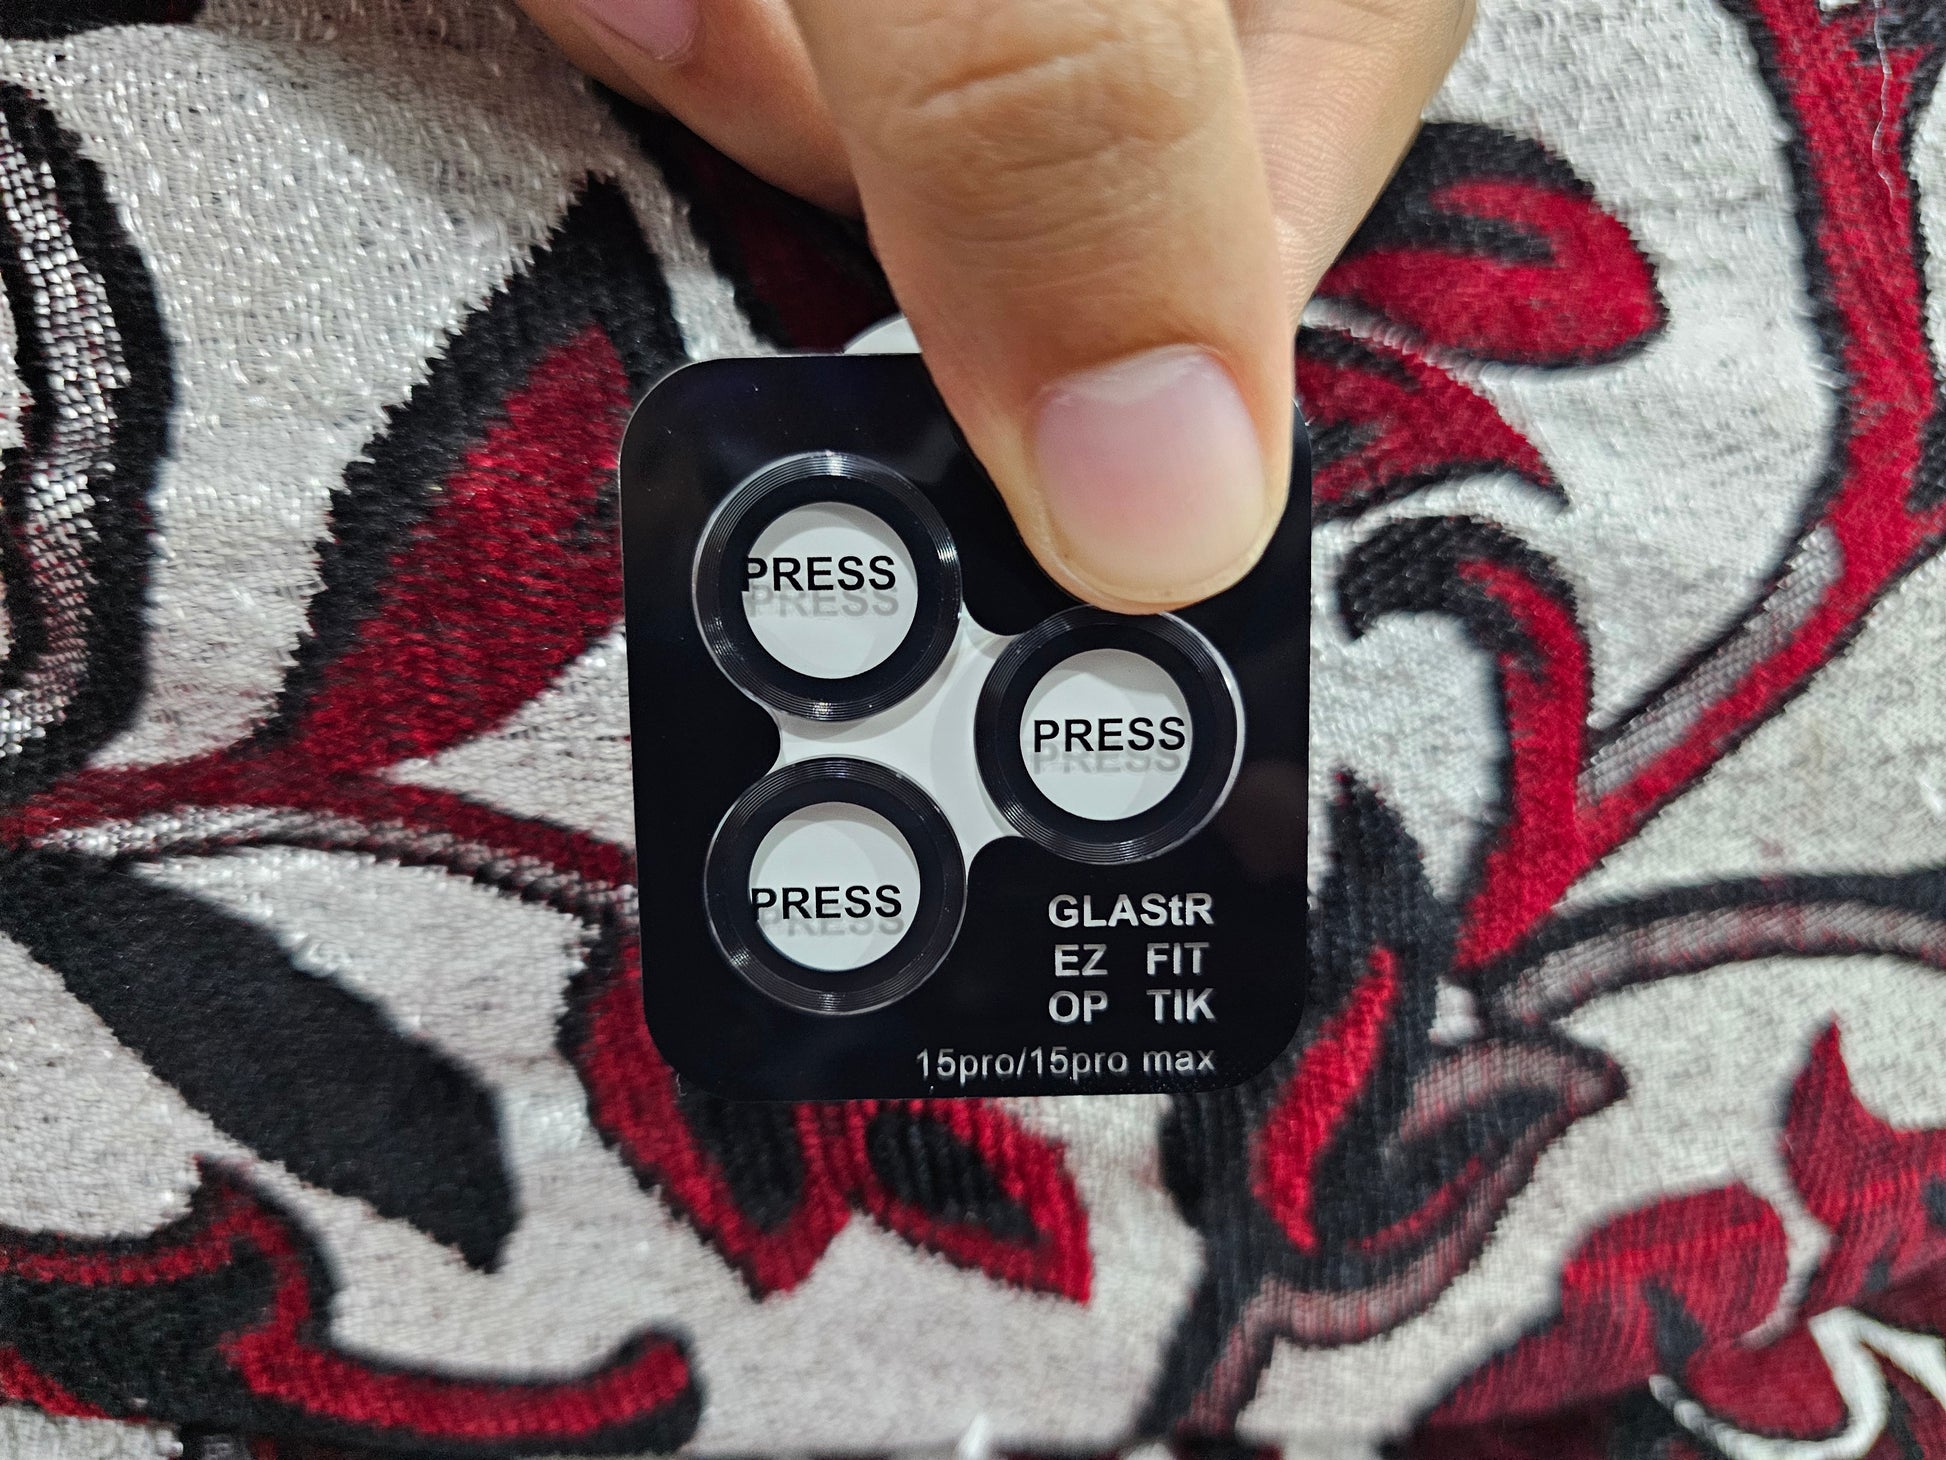 PRESS
PRESS
PRESS
GLAStR
EZ FIT
OP TIK
15pro/15pro max